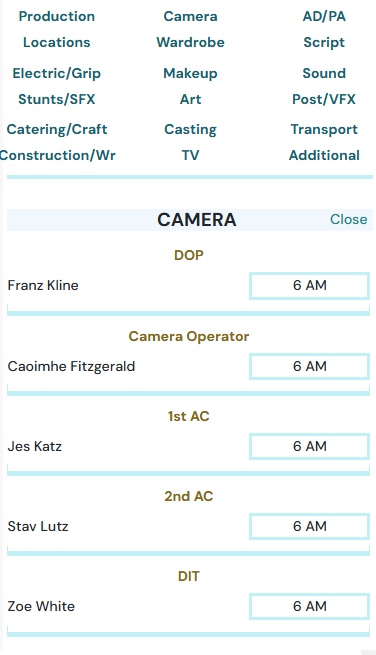 Production Camera AD/PA
Locations Wardrobe Script
Electric/Grip Makeup Sound
Stunts/SFX Art Post/VFX
Catering/Craft Casting Transport
Construction/Wr TV Additional
CAMERA Close
DOP
Franz Kline 6 AM
Camera Operator
Caoimhe Fitzgerald 6 AM
1st AC
Jes Katz 6 AM
2nd AC
Stav Lutz 6 AM
DIT
Zoe White 6 AM